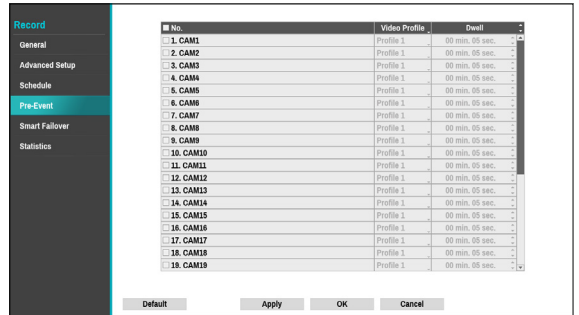 Record
General
Advanced Setup
Schedule
Pre-Event
Smart Failover
Statistics
No. Video Profile Dwell
1. CAM1 Profile 1 00 min. 05 sec.
2. CAM2 Profile 1 00 min. 05 sec.
3. CAM3 Profile 1 00 min. 05 sec.
4. CAM4 Profile 1 00 min. 05 sec.
5. CAM5 Profile 1 00 min. 05 sec.
6. CAM6 Profile 1 00 min. 05 sec.
7. CAM7 Profile 1 00 min. 05 sec.
8. CAM8 Profile 1 00 min. 05 sec.
9. CAM9 Profile 1 00 min. 05 sec.
10. CAM10 Profile 1 00 min. 05 sec.
11. CAM11 Profile 1 00 min. 05 sec.
12. CAM12 Profile 1 00 min. 05 sec.
13. CAM13 Profile 1 00 min. 05 sec.
14. CAM14 Profile 1 00 min. 05 sec.
15. CAM15 Profile 1 00 min. 05 sec.
16. CAM16 Profile 1 00 min. 05 sec.
17. CAM17 Profile 1 00 min. 05 sec.
18. CAM18 Profile 1 00 min. 05 sec.
19. CAM19 Profile 1 00 min. 05 sec.
Default Apply OK Cancel